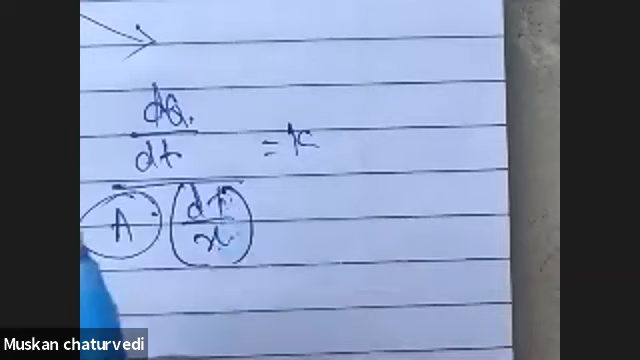 dQ
dt
= K
A
dT
x
Muskan chaturvedi